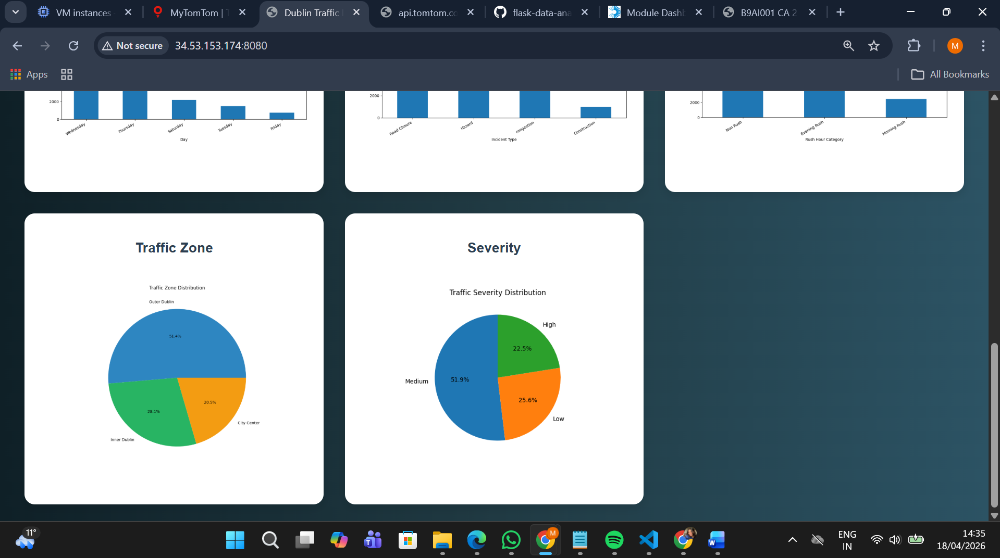 VM instances
MyTomTom |
Dublin Traffic
api.tomtom.co
flask-data-ana
Module Dashb
B9AI001 CA 2
Not secure
34.53.153.174:8080
M
Apps
All Bookmarks
2000
0
Wednesday
Thursday
Saturday
Tuesday
Friday
Day
2000
0
Road Closure
Hazard
congestion
Construction
Incident Type
2000
0
Non Rush
Evening Rush
Morning Rush
Rush Hour Category
Traffic Zone
Traffic Zone Distribution
Outer Dublin
51.4%
28.1%
20.5%
Inner Dublin
City Center
Severity
Traffic Severity Distribution
High
22.5%
Medium
51.9%
25.6%
Low
11°
T
M
W
ENG
IN
14:35
18/04/2026